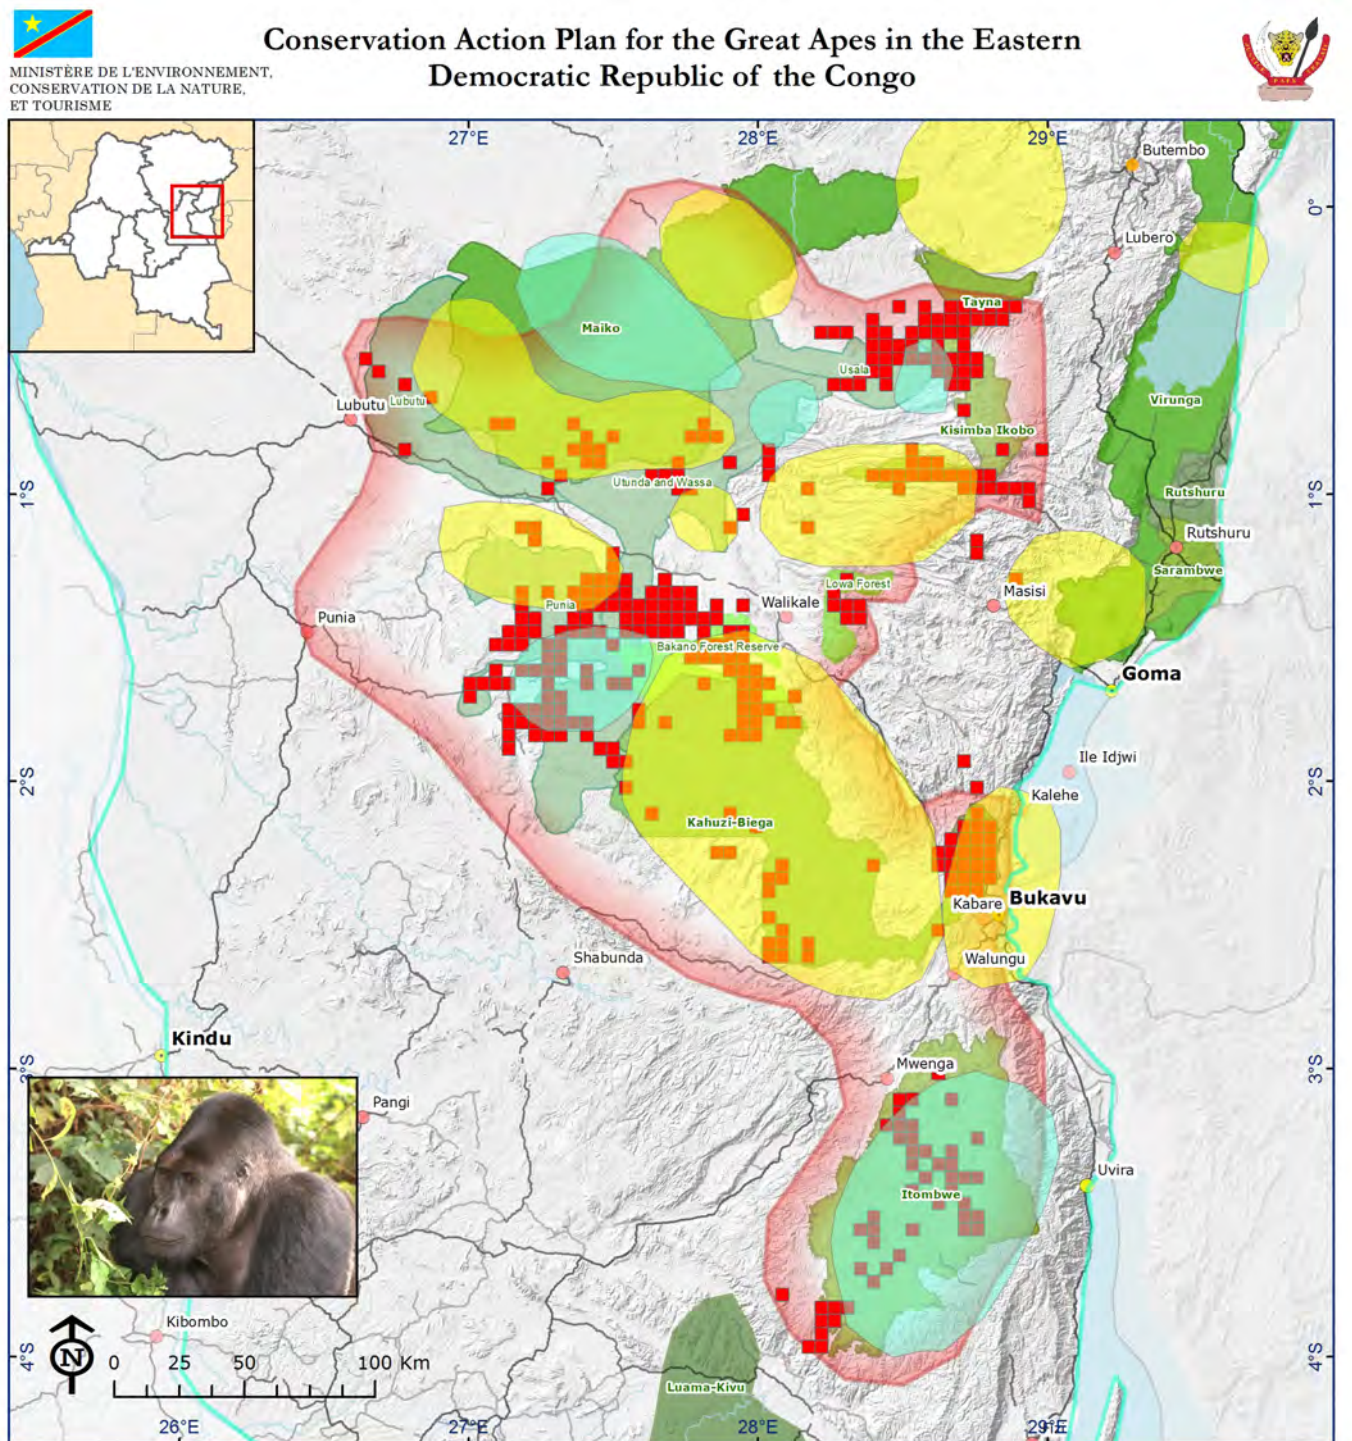 Conservation Action Plan for the Great Apes in the Eastern
Democratic Republic of the Congo
MINISTÈRE DE L'ENVIRONNEMENT,
CONSERVATION DE LA NATURE,
ET TOURISME
27°E
28°E
29°E
Butembo
0°
Lubero
Tayna
Maiko
Usala
Virunga
Lubutu
Lubutu
Kisimba Ikobo
Utunda and Wassa
1°S
1°S
Rutshuru
Rutshuru
Sarambwe
Lowa Forest
Masisi
Punia
Walikale
Punia
Bakano Forest Reserve
Goma
Ile Idjwi
2°S
2°S
Kalehe
Kahuzi-Biega
Kabare
Bukavu
Walungu
Shabunda
Kindu
Mwenga
3°S
3°S
Pangi
Uvira
Itombwe
Kibombo
N
0
25
50
100 Km
4°S
4°S
Luama-Kivu
26°E
27°E
28°E